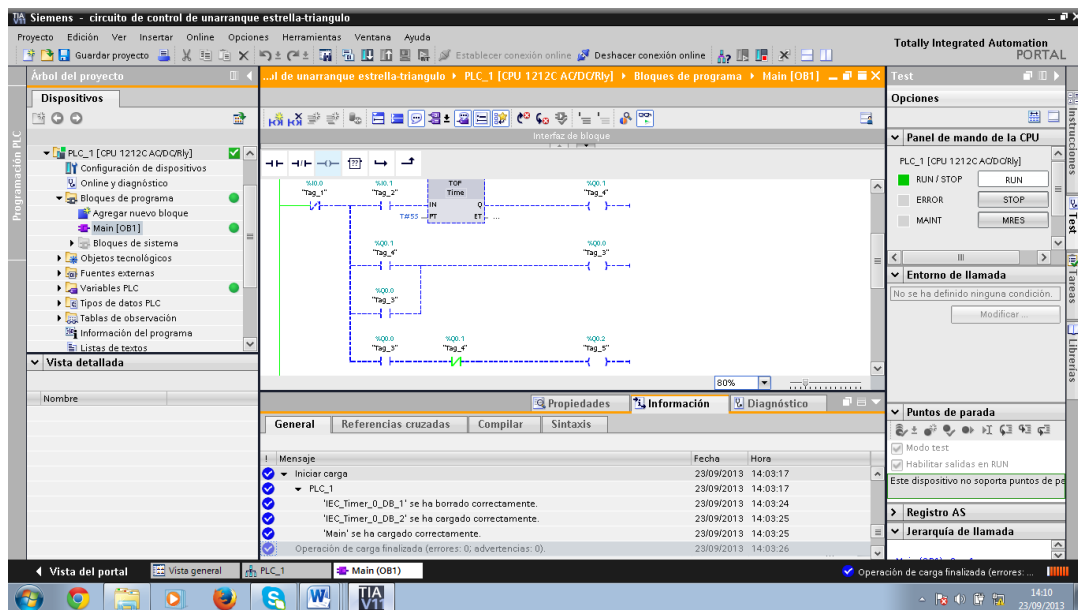 Siemens - circuito de control de unarranque estrella-triangulo
Proyecto Edición Ver Insertar Online Opciones Herramientas Ventana Ayuda
Guardar proyecto Establecer conexión online Deshacer conexión online
Totally Integrated Automation
PORTAL
Árbol del proyecto
...ol de unarranque estrella-triangulo PLC_1 [CPU 1212C AC/DC/Rly] Bloques de programa Main [OB1]
Test
Dispositivos
Opciones
Programación PLC
PLC_1 [CPU 1212C AC/DC/Rly]
Configuración de dispositivos
Online y diagnóstico
Bloques de programa
Agregar nuevo bloque
Main [OB1]
Bloques de sistema
Objetos tecnológicos
Fuentes externas
Variables PLC
Tipos de datos PLC
Tablas de observación
Información del programa
Listas de textos
Vista detallada
Nombre
Interfaz de bloque
%I0.0 %I0.1 TOP %Q0.1
"Tag_1" "Tag_2" Time "Tag_4"
IN Q
T#5S PT ET ...
%Q0.1 %Q0.0
"Tag_4" "Tag_3"
%Q0.0
"Tag_3"
%Q0.0 %Q0.1 %Q0.2
"Tag_3" "Tag_4" "Tag_5"
80%
Panel de mando de la CPU
PLC_1 [CPU 1212C AC/DC/Rly]
RUN / STOP RUN
ERROR STOP
MAINT MRES
Entorno de llamada
No se ha definido ninguna condición.
Modificar ...
Puntos de parada
Modo test
Habilitar salidas en RUN
Este dispositivo no soporta puntos de pe
Registro AS
Jerarquía de llamada
Instrucciones
Test
Tareas
Librerías
Propiedades Información Diagnóstico
General Referencias cruzadas Compilar Sintaxis
! Mensaje Fecha Hora
Iniciar carga 23/09/2013 14:03:17
PLC_1 23/09/2013 14:03:17
'IEC_Timer_0_DB_1' se ha borrado correctamente. 23/09/2013 14:03:24
'IEC_Timer_0_DB_2' se ha cargado correctamente. 23/09/2013 14:03:25
'Main' se ha cargado correctamente. 23/09/2013 14:03:25
Operación de carga finalizada (errores: 0; advertencias: 0). 23/09/2013 14:03:26
Vista del portal Vista general PLC_1 Main (OB1)
Operación de carga finalizada (errores: ...
TIA
V11
14:10
23/09/2013